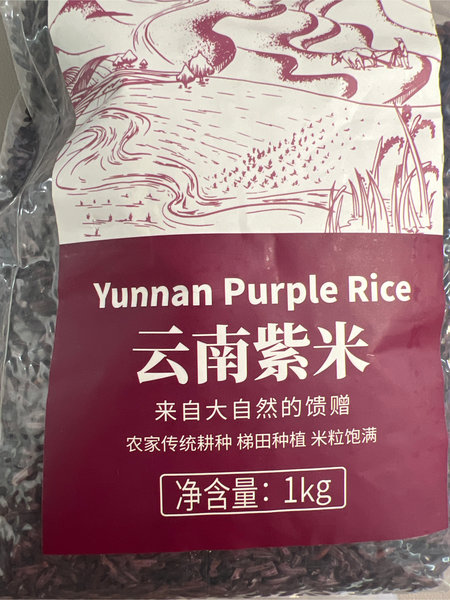 Yunnan Purple Rice
云南紫米
来自大自然的馈赠
农家传统耕种 梯田种植 米粒饱满
净含量：1kg